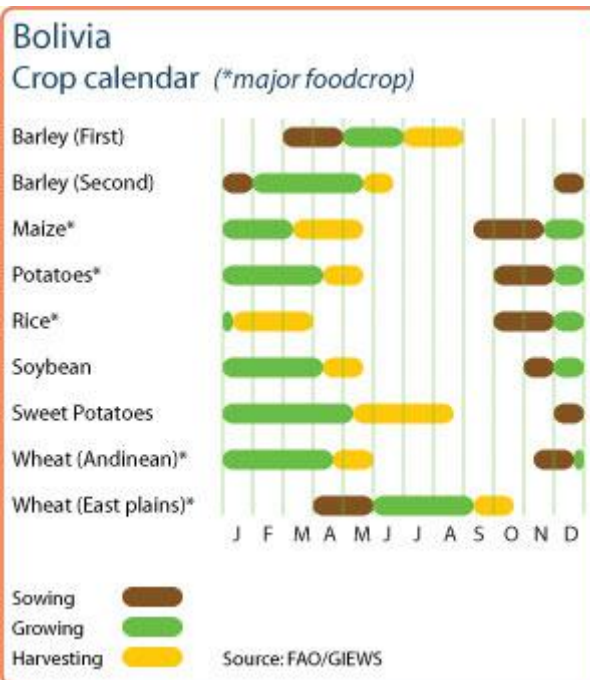 Bolivia
Crop calendar (*major foodcrop)
Barley (First)
Barley (Second)
Maize*
Potatoes*
Rice*
Soybean
Sweet Potatoes
Wheat (Andinean)*
Wheat (East plains)*
J F M A M J J A S O N D
Sowing
Growing
Harvesting Source: FAO/GIEWS